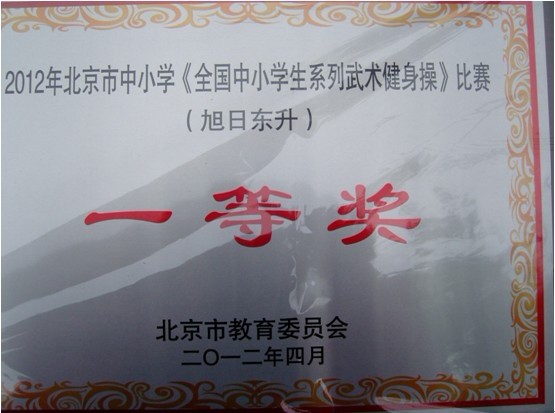 2012年北京市中小学《全国中小学生系列武术健身操》比赛
（旭日东升）
一等奖
北京市教育委员会
二〇一二年四月